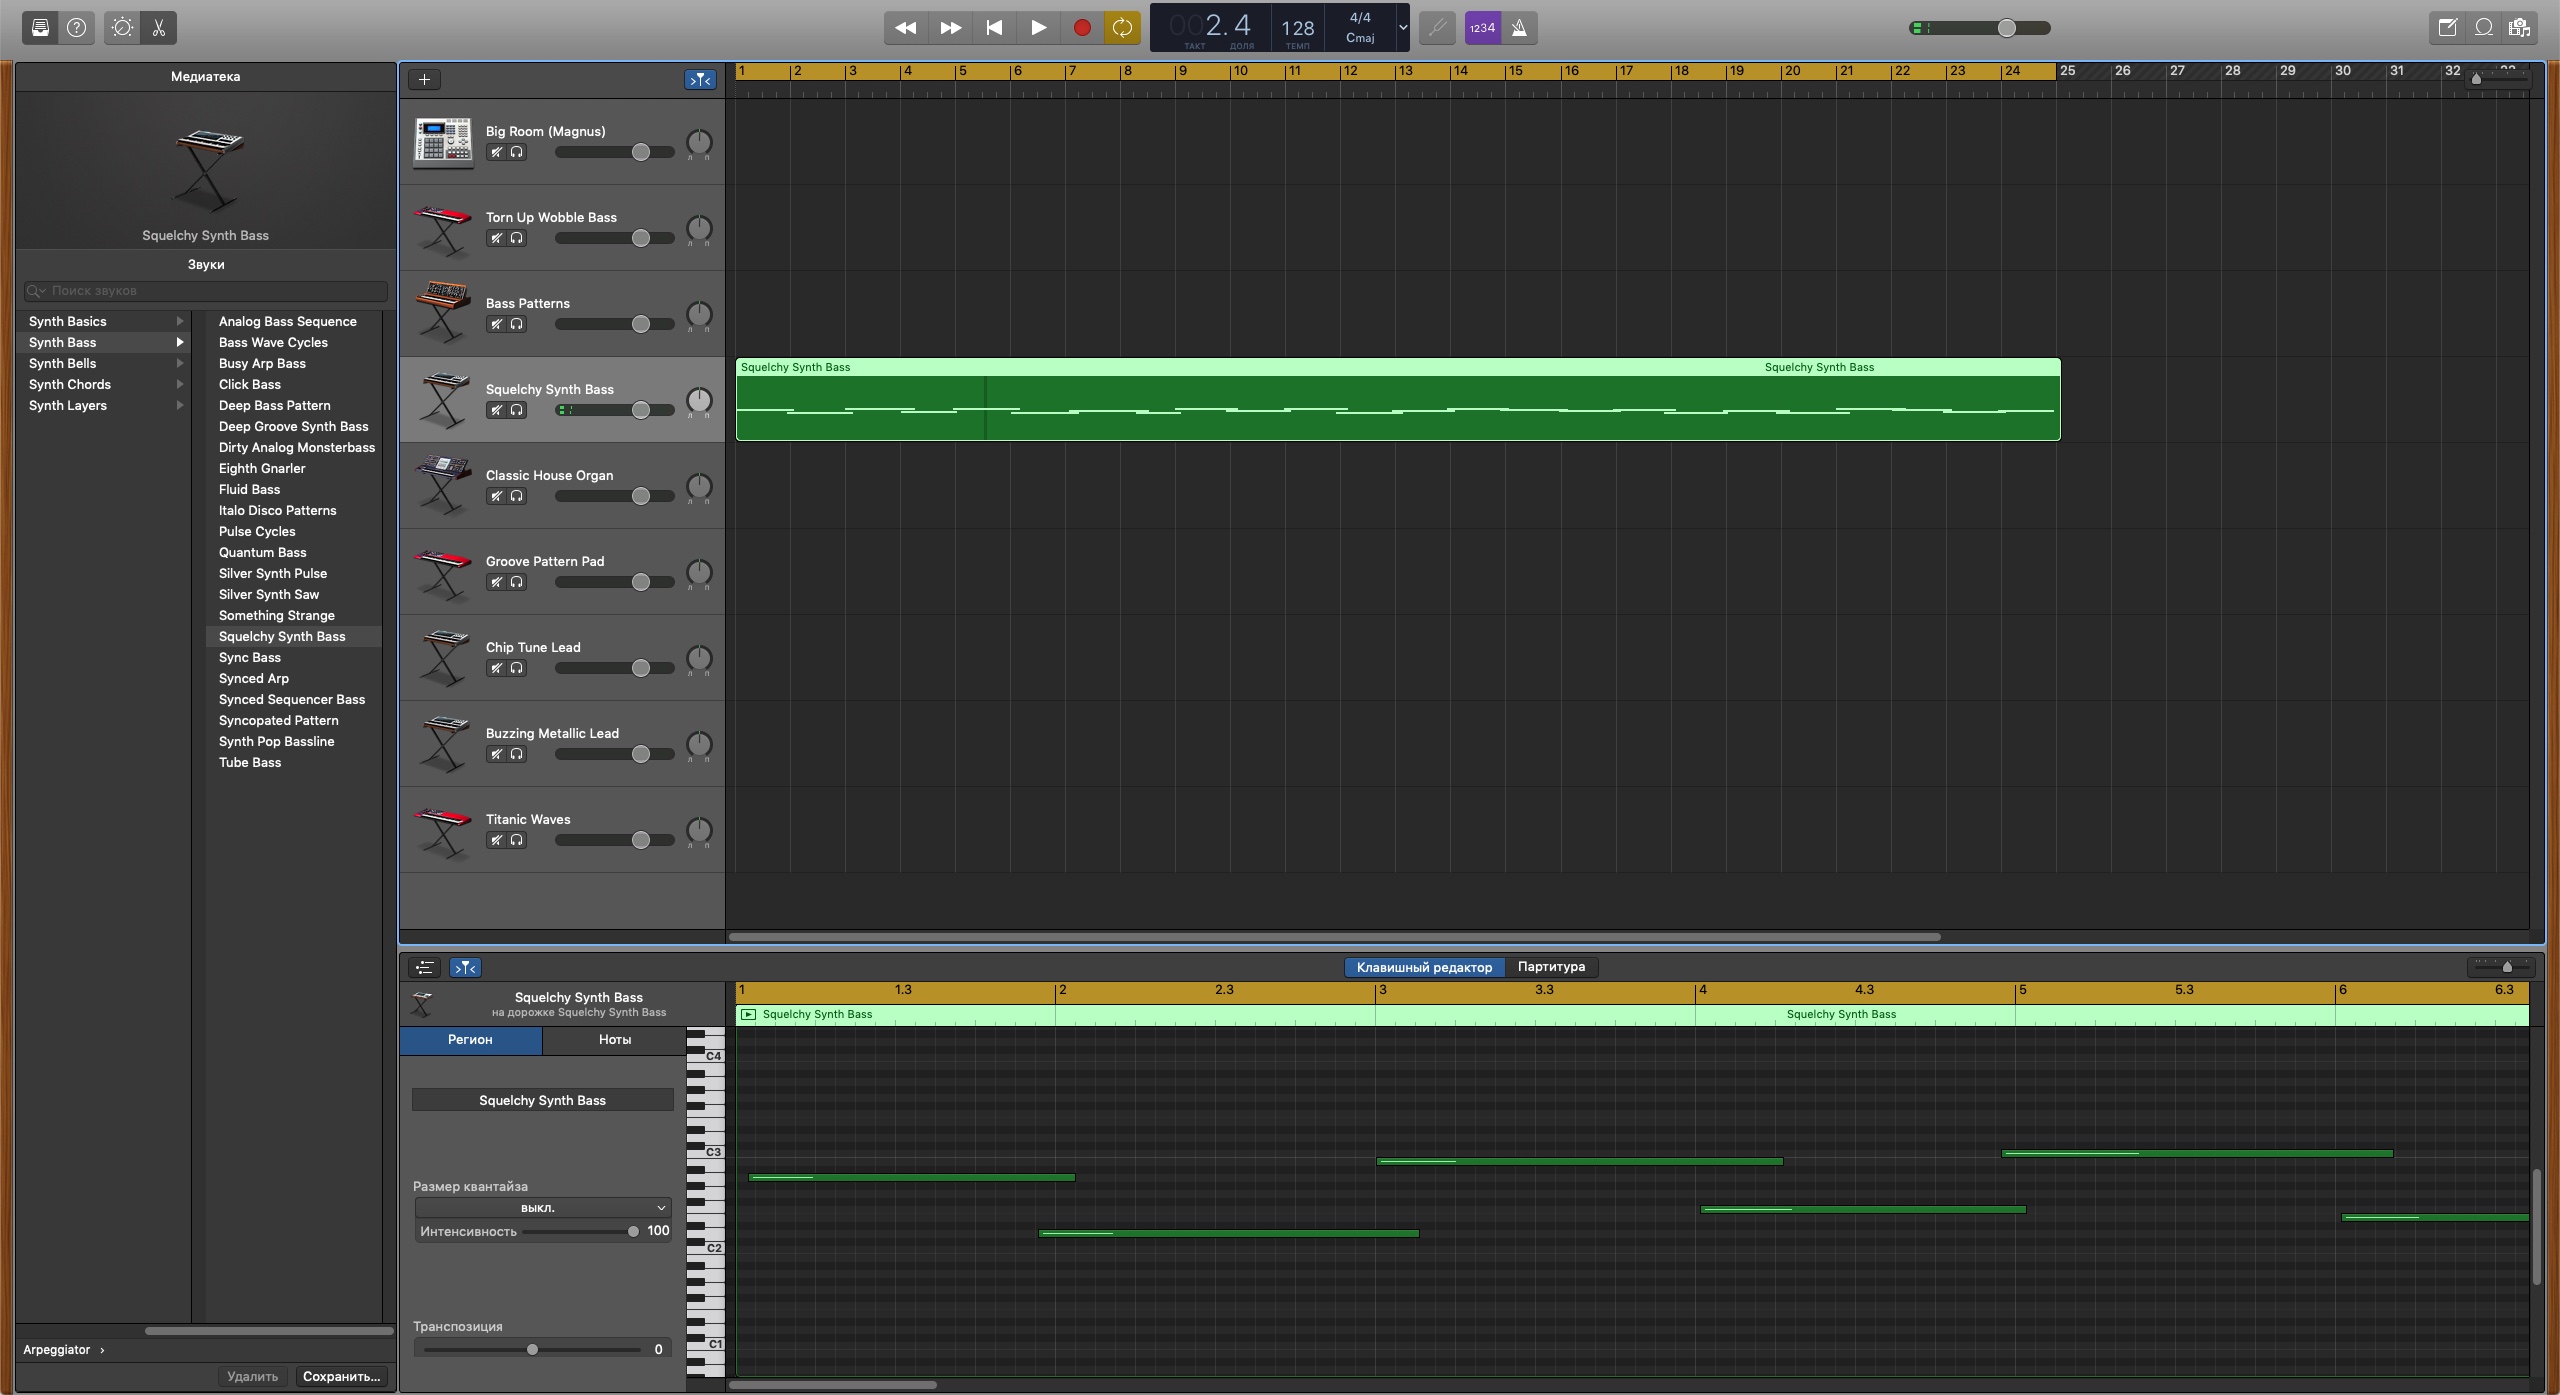 002.4
ТАКТ
ДОЛЯ
128
ТЕМП
4/4
Cmaj
1234
Медиатека
Squelchy Synth Bass
Звуки
Поиск звуков
Synth Basics
Synth Bass
Synth Bells
Synth Chords
Synth Layers
Analog Bass Sequence
Bass Wave Cycles
Busy Arp Bass
Click Bass
Deep Bass Pattern
Deep Groove Synth Bass
Dirty Analog Monsterbass
Eighth Gnarler
Fluid Bass
Italo Disco Patterns
Pulse Cycles
Quantum Bass
Silver Synth Pulse
Silver Synth Saw
Something Strange
Squelchy Synth Bass
Sync Bass
Synced Arp
Synced Sequencer Bass
Syncopated Pattern
Synth Pop Bassline
Tube Bass
Arpeggiator ›
Удалить
Сохранить...
1 2 3 4 5 6 7 8 9 10 11 12 13 14 15 16 17 18 19 20 21 22 23 24 25 26 27 28 29 30 31 32
Big Room (Magnus)
Л П
Torn Up Wobble Bass
Л П
Bass Patterns
Л П
Squelchy Synth Bass
Squelchy Synth Bass
Squelchy Synth Bass
Classic House Organ
Л П
Groove Pattern Pad
Л П
Chip Tune Lead
Л П
Buzzing Metallic Lead
Л П
Titanic Waves
Л П
Клавишный редактор
Партитура
Squelchy Synth Bass
на дорожке Squelchy Synth Bass
1 1.3 2 2.3 3 3.3 4 4.3 5 5.3 6 6.3
Squelchy Synth Bass
Squelchy Synth Bass
Регион
Ноты
Squelchy Synth Bass
Размер квантайза
выкл.
Интенсивность
100
Транспозиция
0
C4
C3
C2
C1